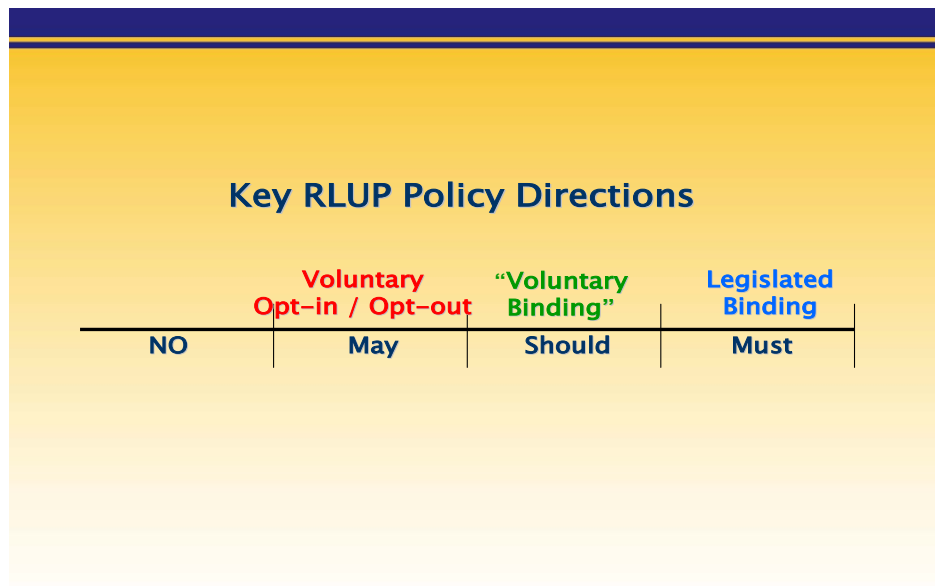 Key RLUP Policy Directions
Voluntary
Opt-in / Opt-out
“Voluntary
Binding”
Legislated
Binding
NO May Should Must